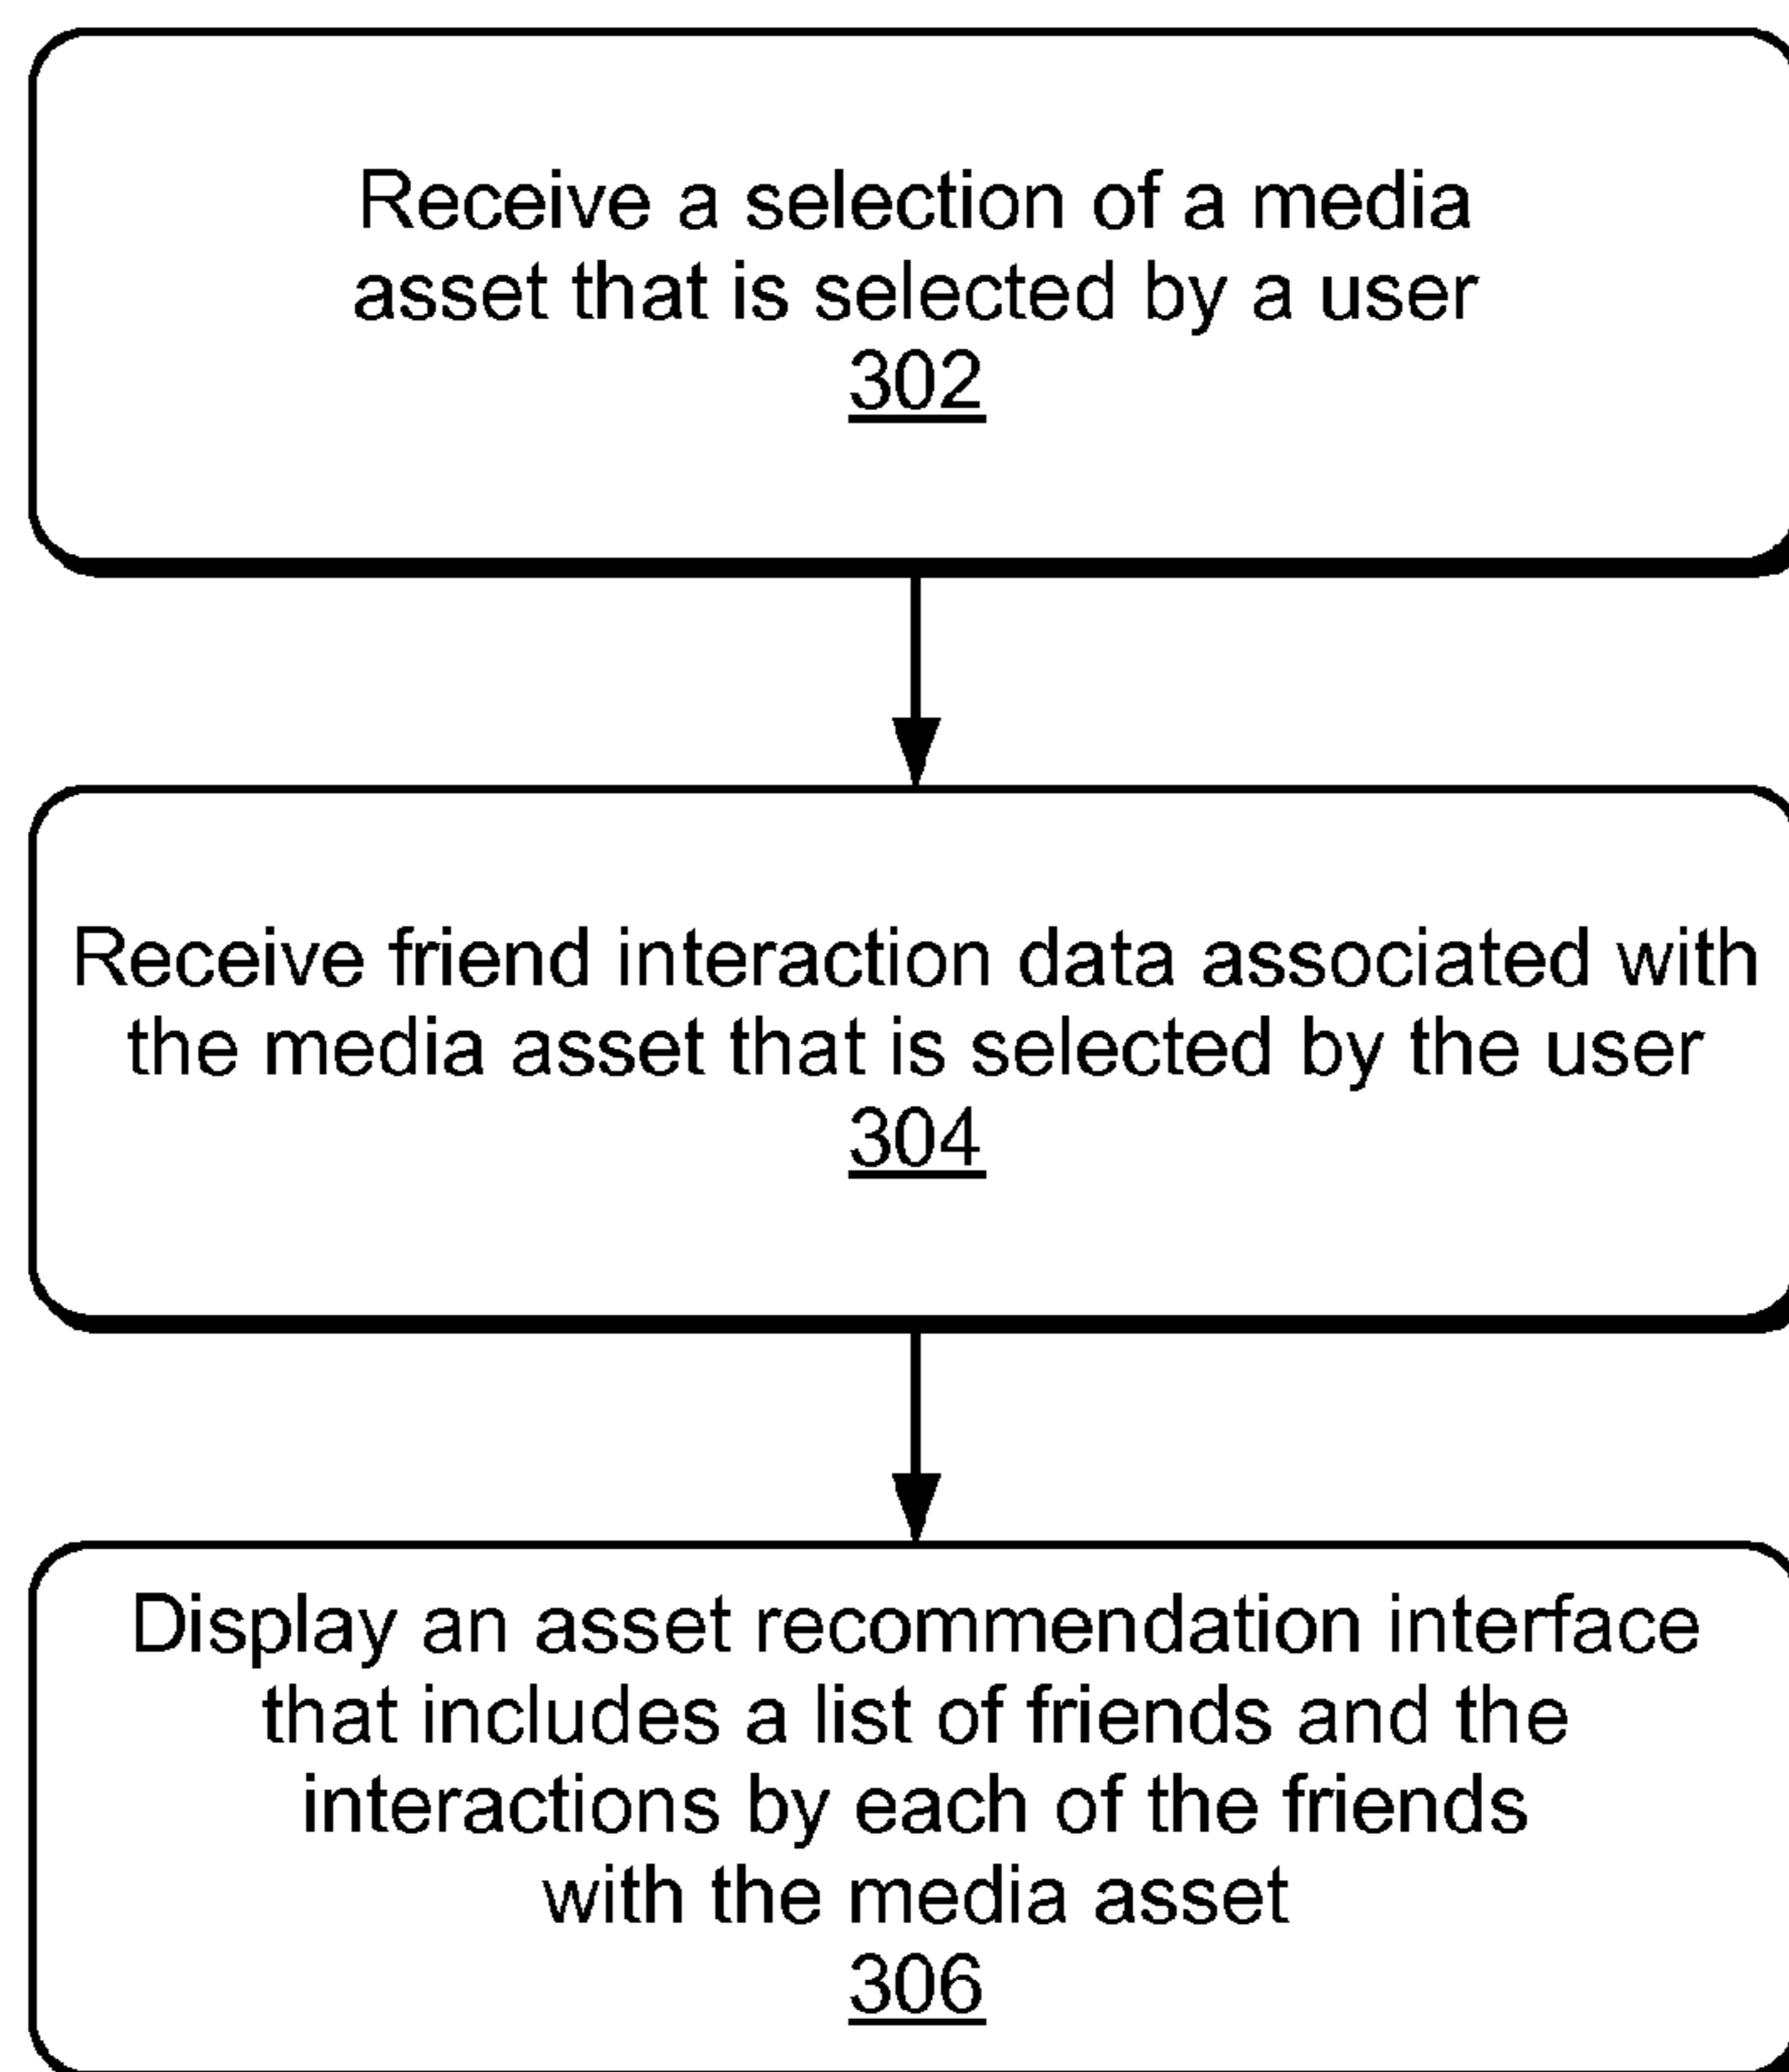 Receive a selection of a media
asset that is selected by a user
302
Receive friend interaction data associated with
the media asset that is selected by the user
304
Display an asset recommendation interface
that includes a list of friends and the
interactions by each of the friends
with the media asset
306